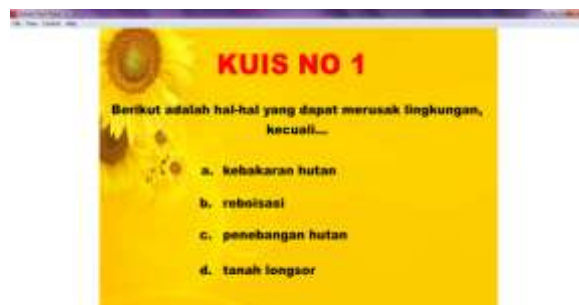 KUIS NO 1
Berikut adalah hal-hal yang dapat merusak lingkungan,
kecuali...
a. kebakaran hutan
b. reboisasi
c. penebangan hutan
d. tanah longsor